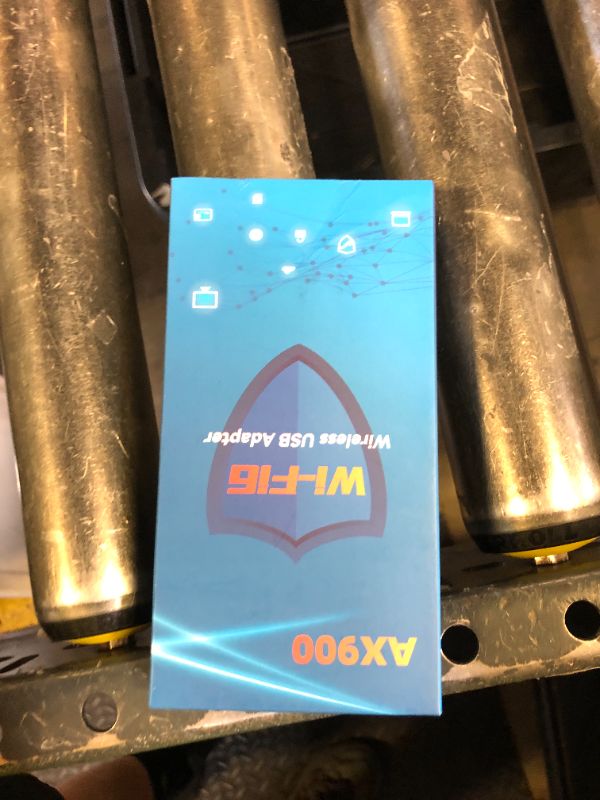 AX900
Wi-Fi6
Wireless USB Adapter